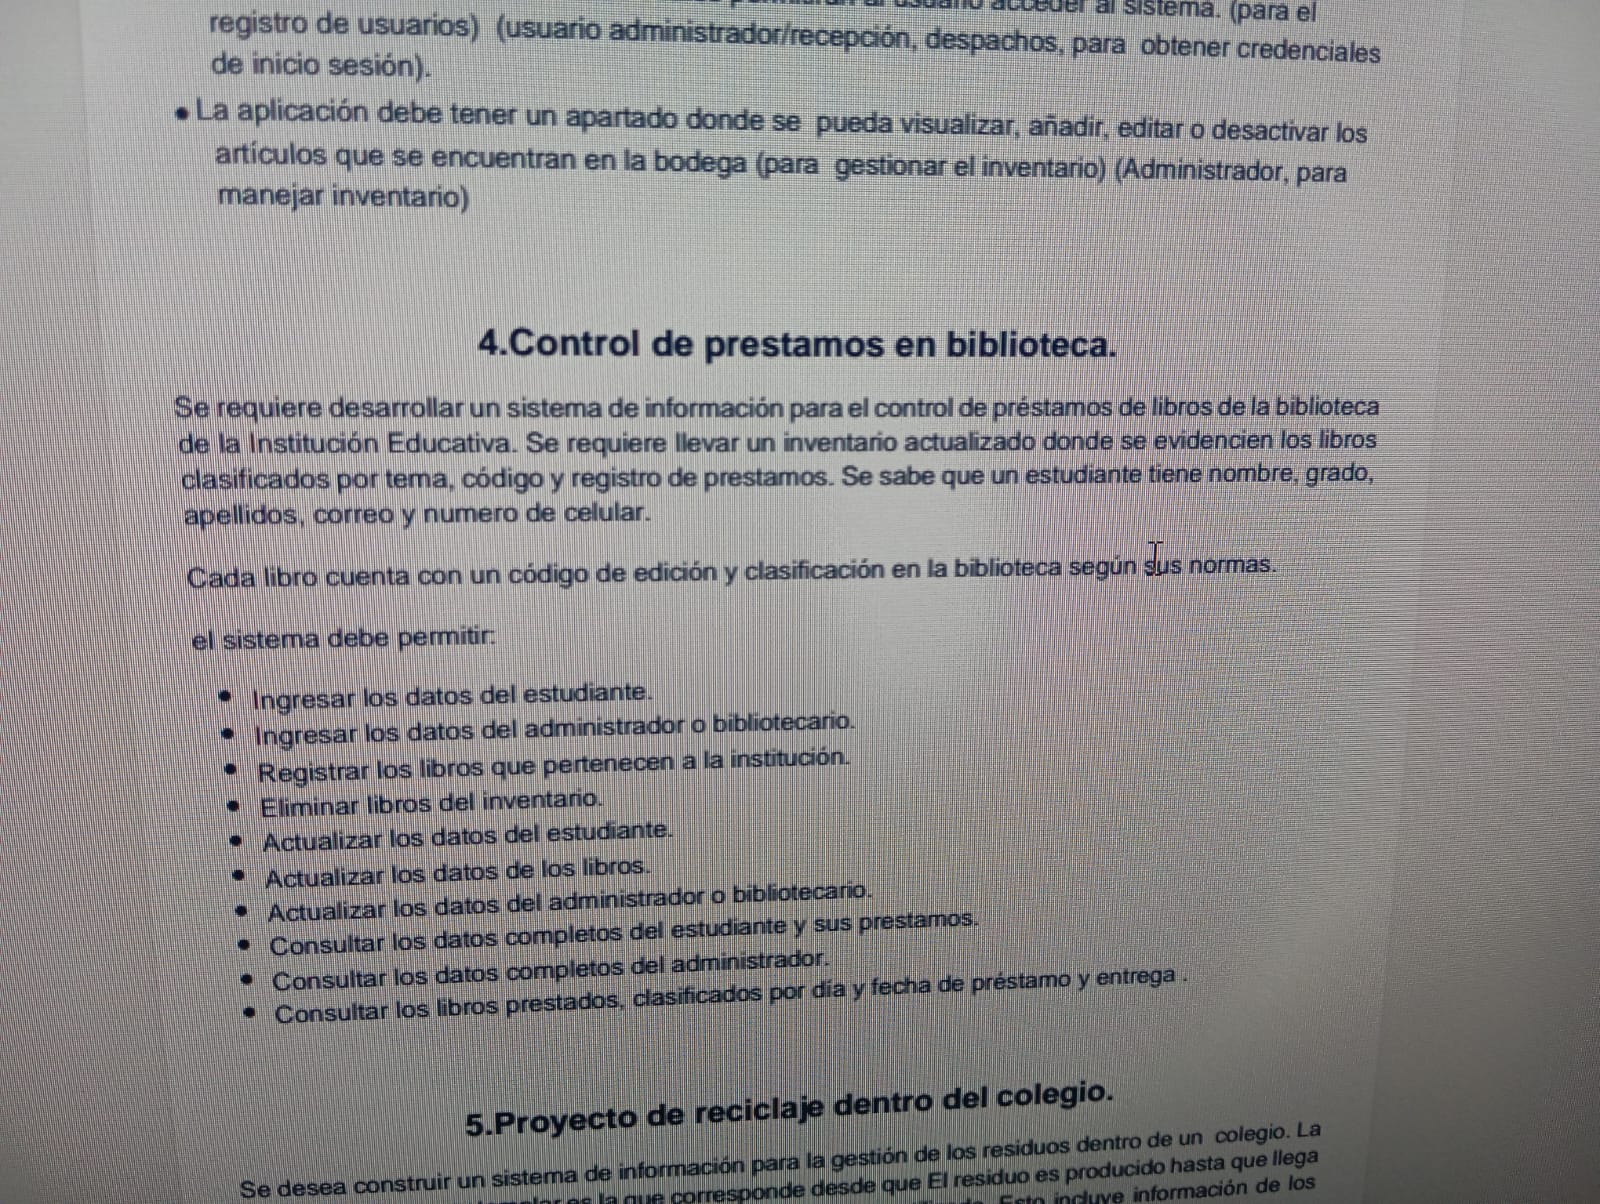 acceder al sistema. (para el
registro de usuarios) (usuario administrador/recepción, despachos, para obtener credenciales
de inicio sesión).
• La aplicación debe tener un apartado donde se pueda visualizar, añadir, editar o desactivar los
artículos que se encuentran en la bodega (para gestionar el inventario) (Administrador, para
manejar inventario)
4.Control de prestamos en biblioteca.
Se requiere desarrollar un sistema de información para el control de préstamos de libros de la biblioteca
de la Institución Educativa. Se requiere llevar un inventario actualizado donde se evidencien los libros
clasificados por tema, código y registro de prestamos. Se sabe que un estudiante tiene nombre, grado,
apellidos, correo y numero de celular.
Cada libro cuenta con un código de edición y clasificación en la biblioteca según sus normas.
el sistema debe permitir:
• Ingresar los datos del estudiante.
• Ingresar los datos del administrador o bibliotecario.
• Registrar los libros que pertenecen a la institución.
• Eliminar libros del inventario.
• Actualizar los datos del estudiante.
• Actualizar los datos de los libros.
• Actualizar los datos del administrador o bibliotecario.
• Consultar los datos completos del estudiante y sus prestamos.
• Consultar los datos completos del administrador.
• Consultar los libros prestados, clasificados por día y fecha de préstamo y entrega .
5.Proyecto de reciclaje dentro del colegio.
Se desea construir un sistema de información para la gestión de los residuos dentro de un colegio. La
es la que corresponde desde que El residuo es producido hasta que llega
Esto incluye información de los